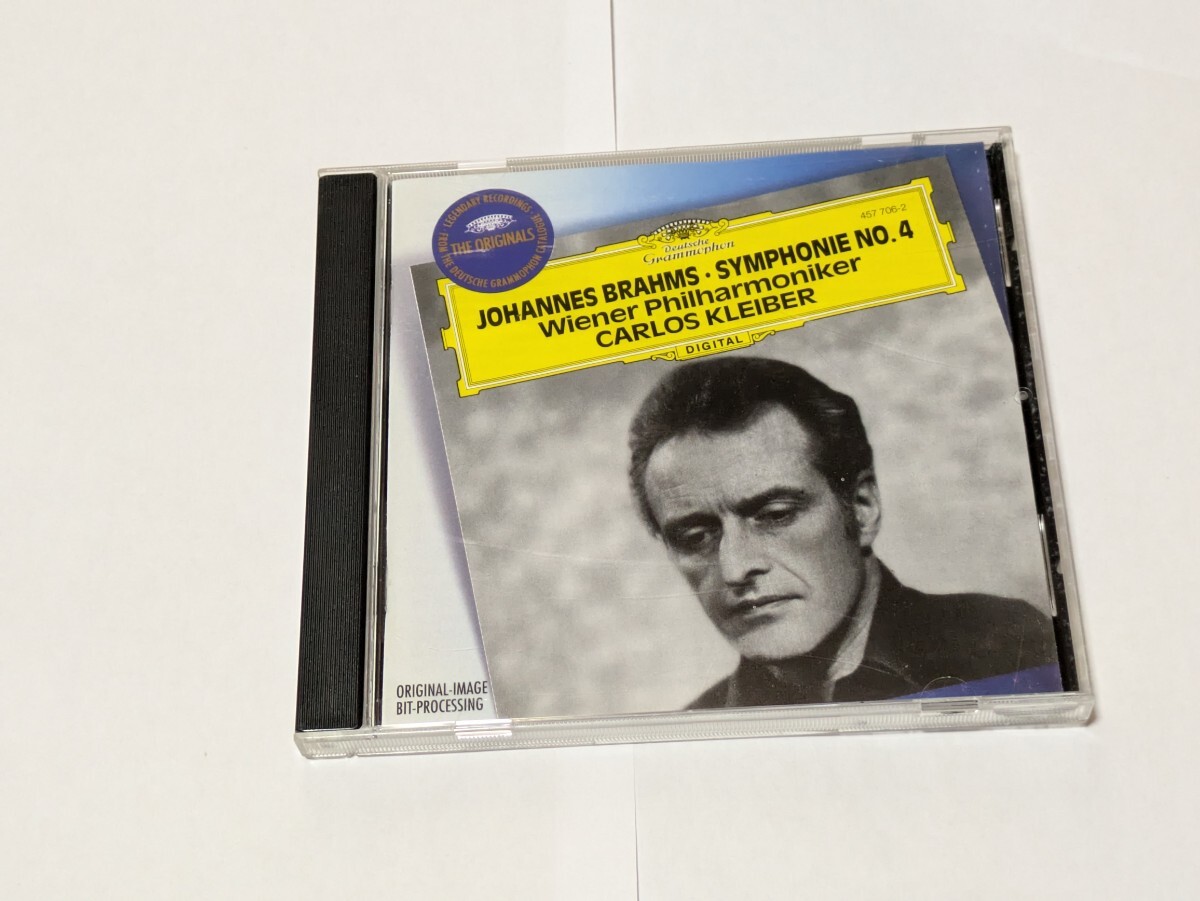 LEGENDARY RECORDINGS · FROM THE DEUTSCHE GRAMMOPHON CATALOGUE ·
THE ORIGINALS
Deutsche
Grammophon
457 706-2
JOHANNES BRAHMS · SYMPHONIE NO. 4
Wiener Philharmoniker
CARLOS KLEIBER
DIGITAL
ORIGINAL-IMAGE
BIT-PROCESSING